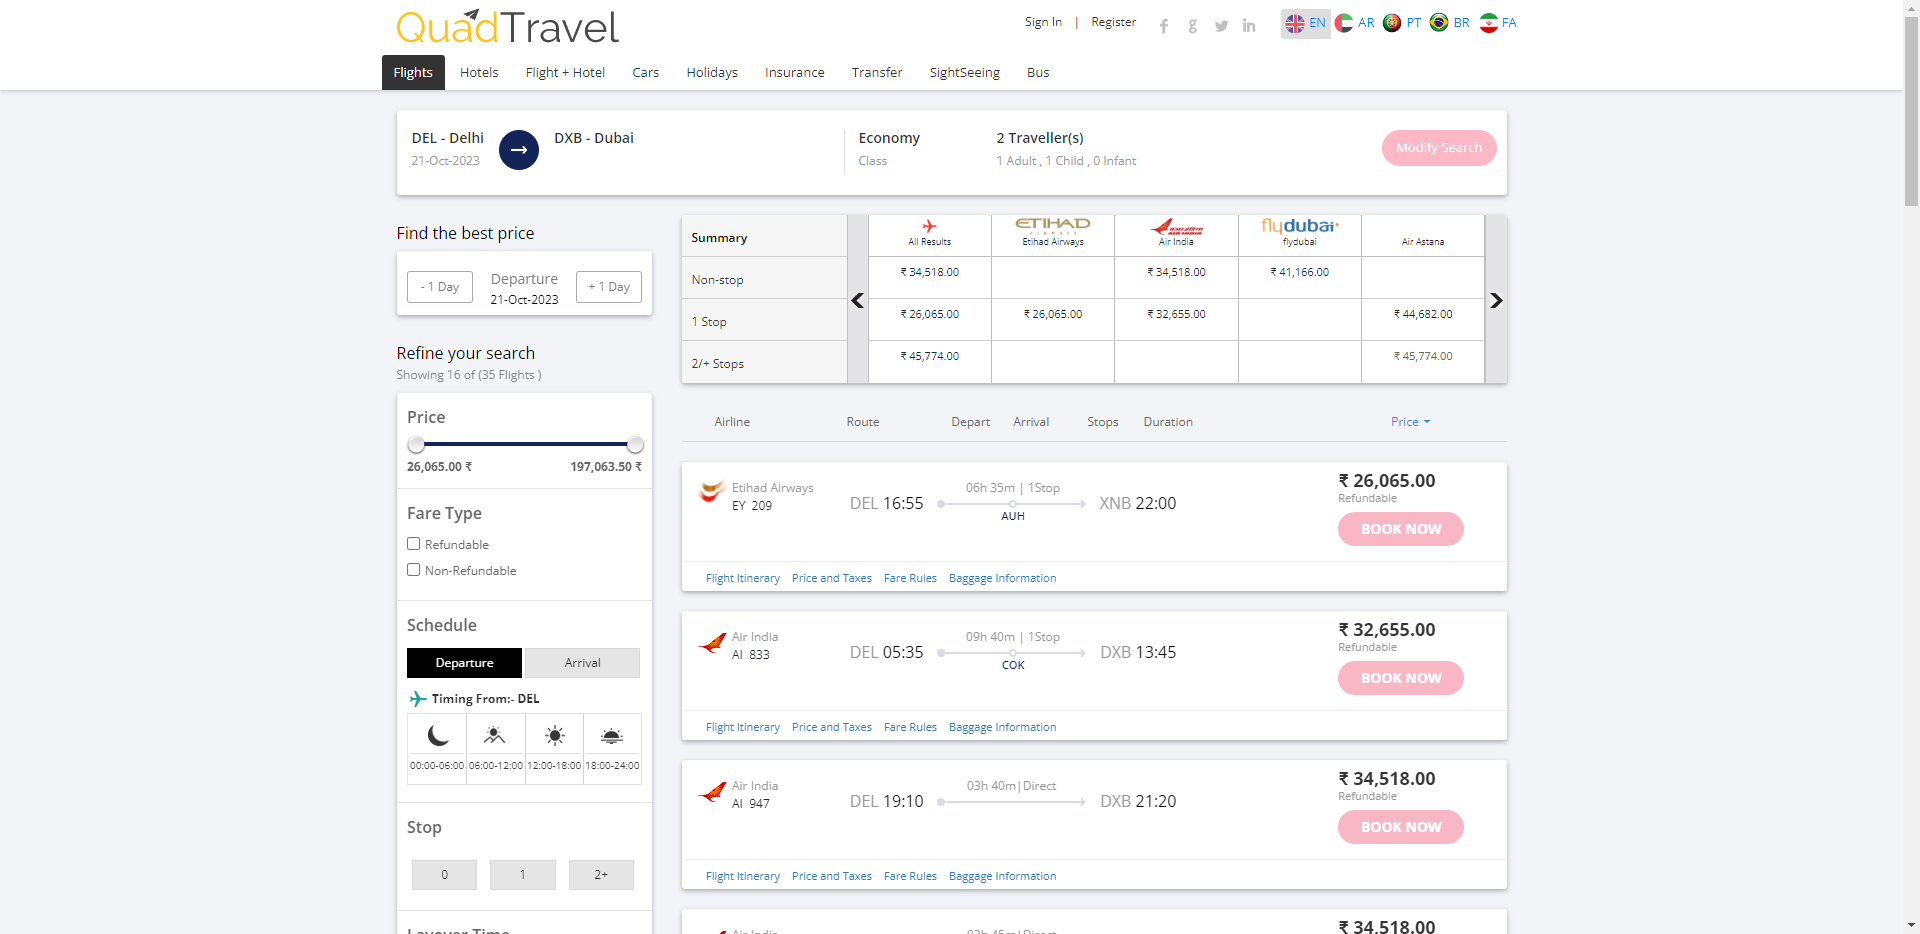 QuadTravel
Sign In | Register
EN AR PT BR FA
Flights Hotels Flight + Hotel Cars Holidays Insurance Transfer SightSeeing Bus
DEL - Delhi
21-Oct-2023
DXB - Dubai
Economy
Class
2 Traveller(s)
1 Adult , 1 Child , 0 Infant
Modify Search
Find the best price
- 1 Day
Departure
21-Oct-2023
+ 1 Day
Refine your search
Showing 16 of (35 Flights )
Price
26,065.00 ₹ 197,063.50 ₹
Fare Type
Refundable
Non-Refundable
Schedule
Departure Arrival
Timing From:- DEL
00:00-06:00 06:00-12:00 12:00-18:00 18:00-24:00
Stop
0 1 2+
Layover Time
Summary
All Results
ETIHAD
AIRWAYS
Etihad Airways
AIR INDIA
Air India
flydubai
flydubai
Air Astana
Non-stop ₹ 34,518.00 ₹ 34,518.00 ₹ 41,166.00
1 Stop ₹ 26,065.00 ₹ 26,065.00 ₹ 32,655.00 ₹ 44,682.00
2/+ Stops ₹ 45,774.00 ₹ 45,774.00
Airline Route Depart Arrival Stops Duration Price
Etihad Airways
EY 209
DEL 16:55
06h 35m | 1Stop
AUH
XNB 22:00
₹ 26,065.00
Refundable
BOOK NOW
Flight Itinerary Price and Taxes Fare Rules Baggage Information
Air India
AI 833
DEL 05:35
09h 40m | 1Stop
COK
DXB 13:45
₹ 32,655.00
Refundable
BOOK NOW
Flight Itinerary Price and Taxes Fare Rules Baggage Information
Air India
AI 947
DEL 19:10
03h 40m|Direct
DXB 21:20
₹ 34,518.00
Refundable
BOOK NOW
Flight Itinerary Price and Taxes Fare Rules Baggage Information
Air India
03h 45m|Direct
₹ 34,518.00